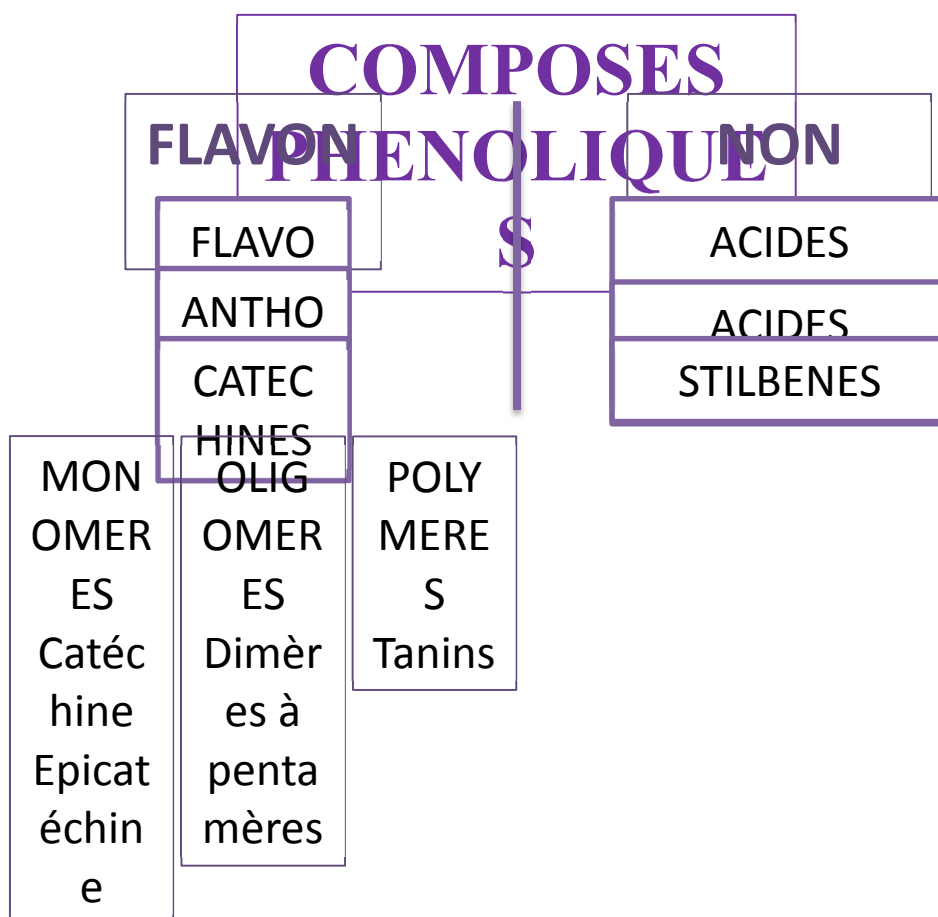 COMPOSES
PHENOLIQUE
S
FLAVON
NON
FLAVO
ANTHO
CATEC
HINES
ACIDES
ACIDES
STILBENES
MON
OMER
ES
Catéc
hine
Epicat
échin
e
OLIG
OMER
ES
Dimèr
es à
penta
mères
POLY
MERE
S
Tanins